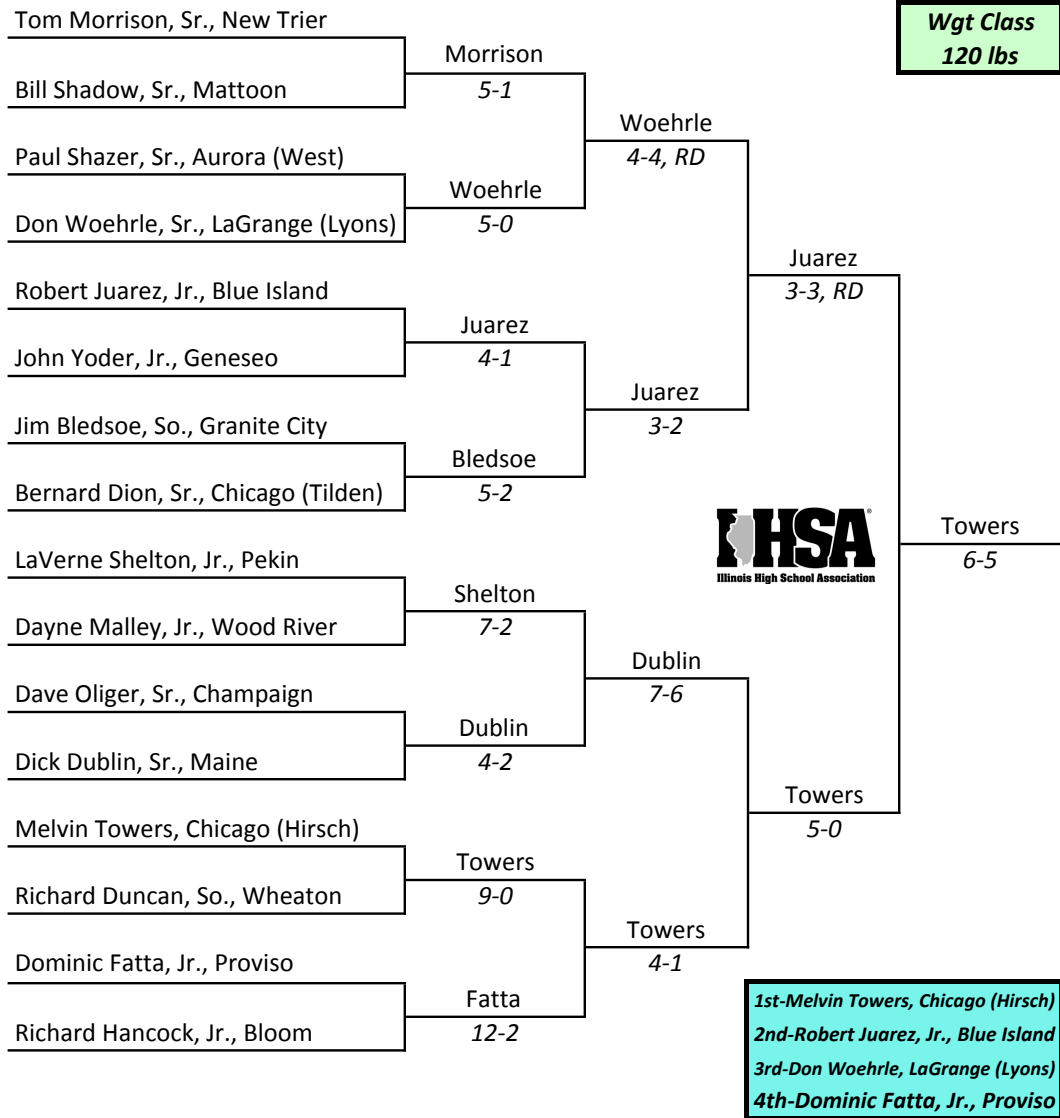 Tom Morrison, Sr., New Trier
Wgt Class
120 lbs
Morrison
Bill Shadow, Sr., Mattoon
5-1
Woehrle
4-4, RD
Paul Shazer, Sr., Aurora (West)
Woehrle
Don Woehrle, Sr., LaGrange (Lyons)
5-0
Juarez
3-3, RD
Robert Juarez, Jr., Blue Island
Juarez
John Yoder, Jr., Geneseo
4-1
Juarez
3-2
Jim Bledsoe, So., Granite City
Bledsoe
Bernard Dion, Sr., Chicago (Tilden)
5-2
IHSA®
Illinois High School Association
Towers
6-5
LaVerne Shelton, Jr., Pekin
Shelton
Dayne Malley, Jr., Wood River
7-2
Dublin
7-6
Dave Oliger, Sr., Champaign
Dublin
Dick Dublin, Sr., Maine
4-2
Towers
5-0
Melvin Towers, Chicago (Hirsch)
Towers
Richard Duncan, So., Wheaton
9-0
Towers
4-1
Dominic Fatta, Jr., Proviso
Fatta
Richard Hancock, Jr., Bloom
12-2
1st-Melvin Towers, Chicago (Hirsch)
2nd-Robert Juarez, Jr., Blue Island
3rd-Don Woehrle, LaGrange (Lyons)
4th-Dominic Fatta, Jr., Proviso